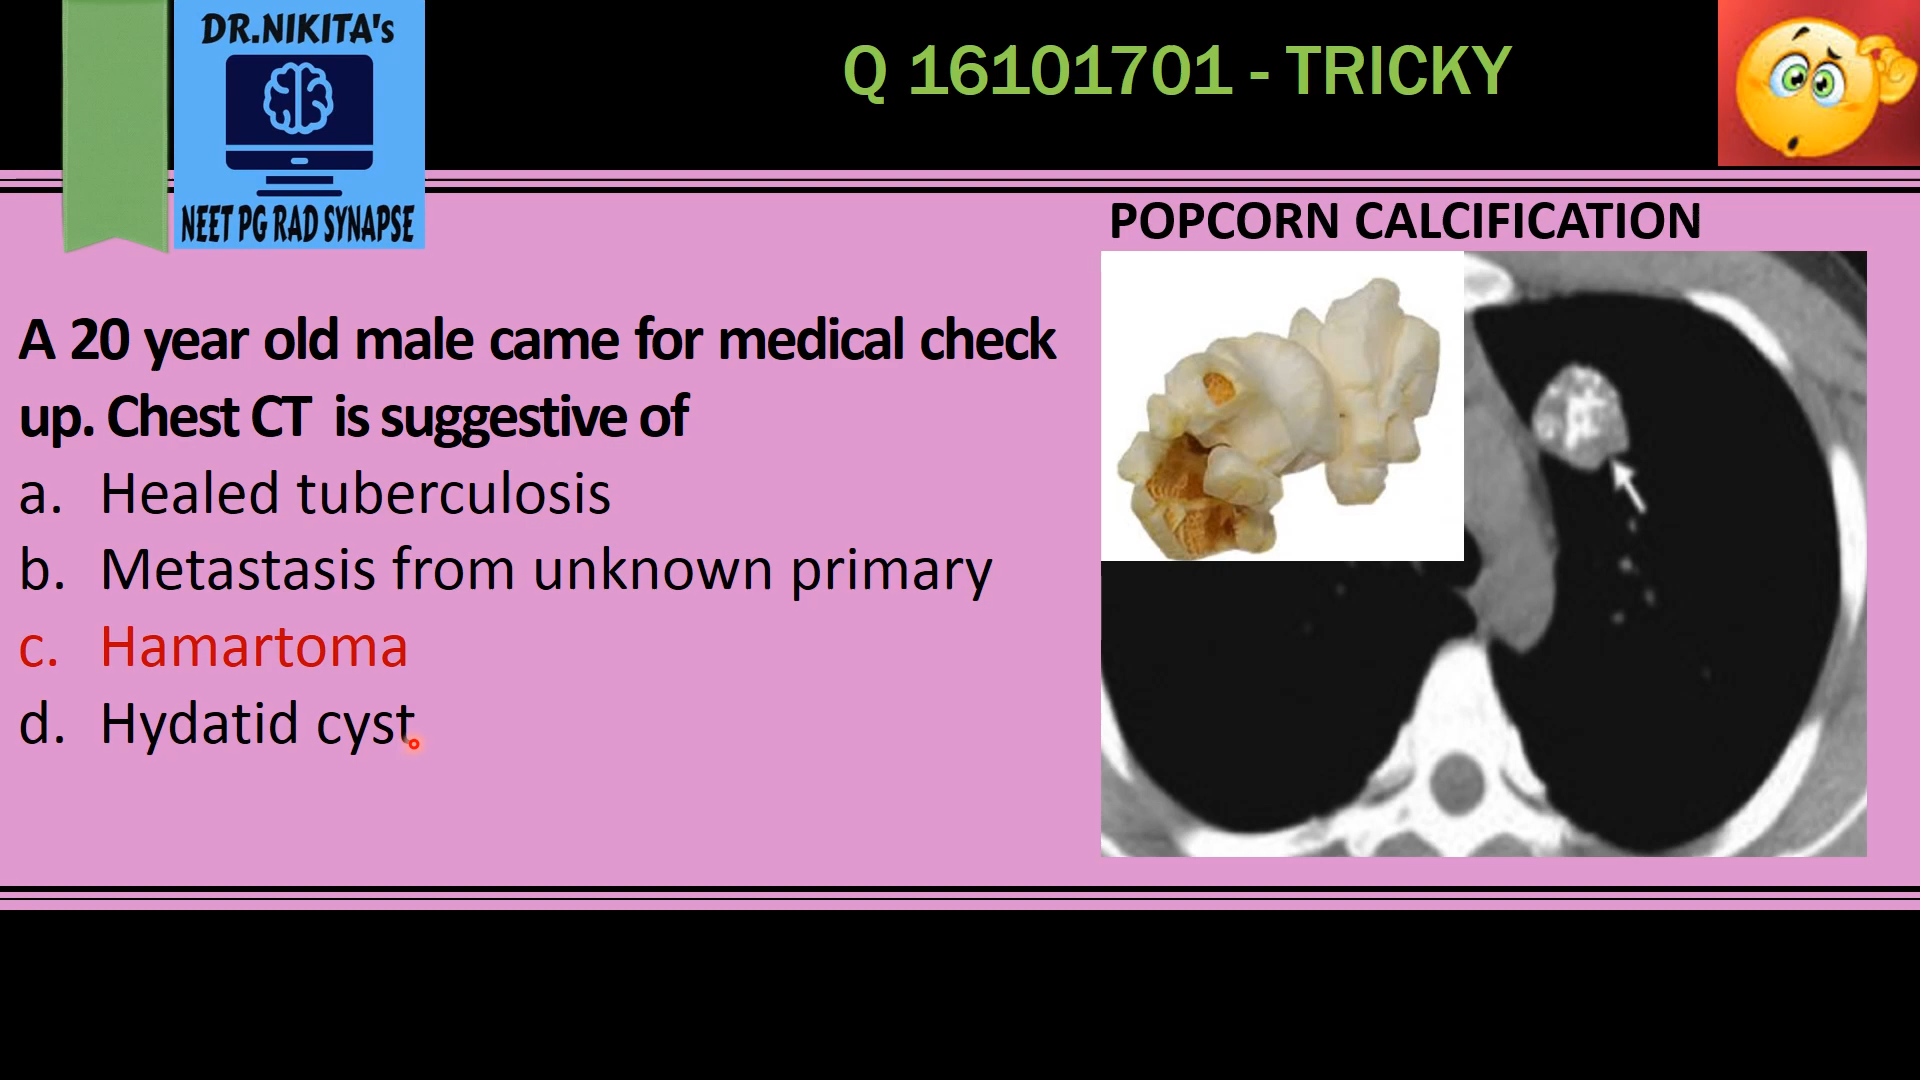 DR.NIKITA's
NEET PG RAD SYNAPSE
Q 16101701 - TRICKY
POPCORN CALCIFICATION
A 20 year old male came for medical check
up. Chest CT is suggestive of
a. Healed tuberculosis
b. Metastasis from unknown primary
c. Hamartoma
d. Hydatid cyst